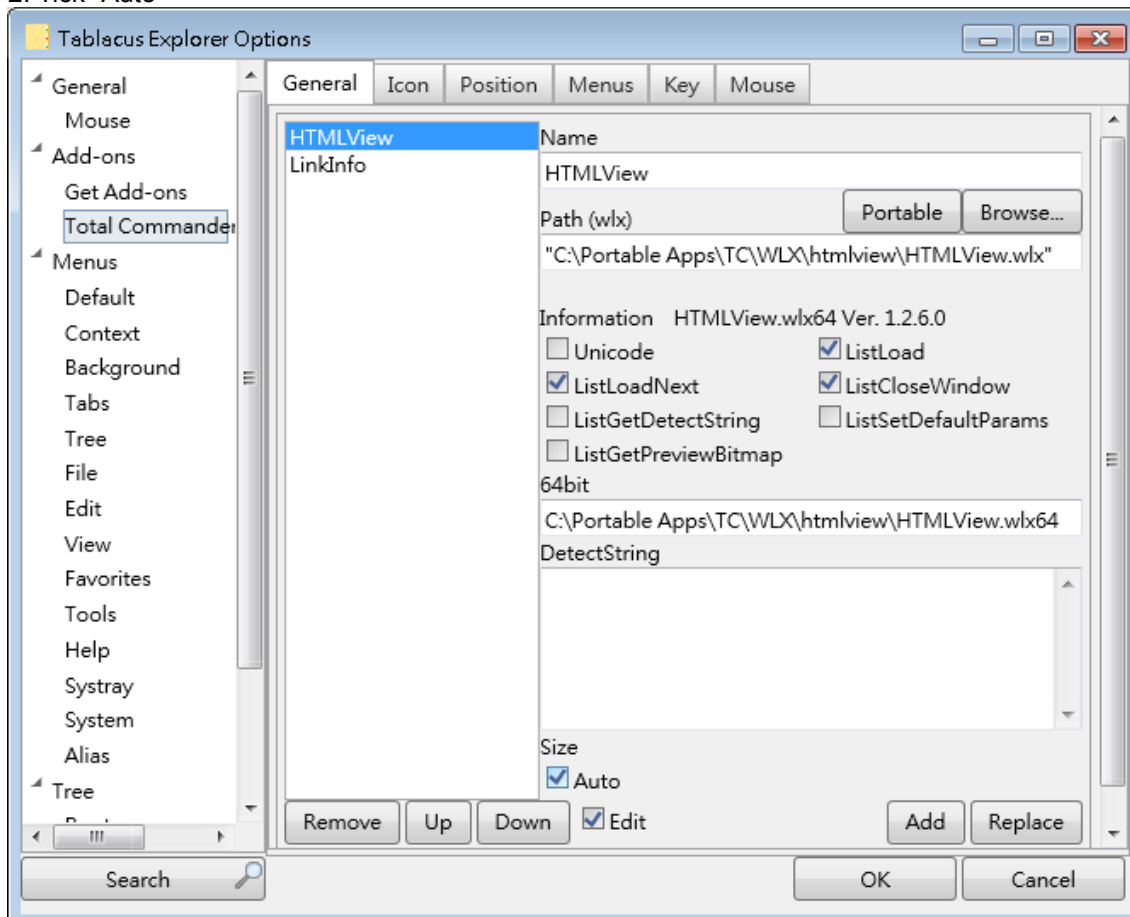 2. Tick "Auto"
Tablacus Explorer Options
General
Mouse
Add-ons
Get Add-ons
Total Commander
Menus
Default
Context
Background
Tabs
Tree
File
Edit
View
Favorites
Tools
Help
Systray
System
Alias
Tree
Search
General Icon Position Menus Key Mouse
HTMLView
LinkInfo
Name
HTMLView
Path (wlx) Portable Browse...
"C:\Portable Apps\TC\WLX\htmlview\HTMLView.wlx"
Information HTMLView.wlx64 Ver. 1.2.6.0
Unicode ListLoad
ListLoadNext ListCloseWindow
ListGetDetectString ListSetDefaultParams
ListGetPreviewBitmap
64bit
C:\Portable Apps\TC\WLX\htmlview\HTMLView.wlx64
DetectString
Size
Auto
Remove Up Down Edit Add Replace
OK Cancel